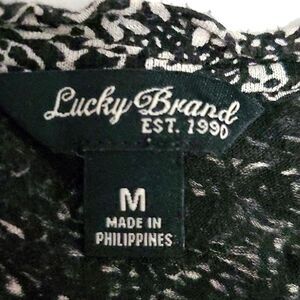 Lucky Brand
EST. 1990
M
MADE IN
PHILIPPINES